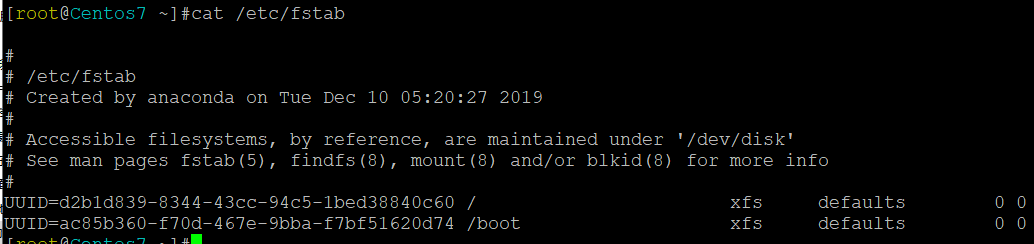 [root@Centos7 ~]#cat /etc/fstab
#
# /etc/fstab
# Created by anaconda on Tue Dec 10 05:20:27 2019
#
# Accessible filesystems, by reference, are maintained under '/dev/disk'
# See man pages fstab(5), findfs(8), mount(8) and/or blkid(8) for more info
#
UUID=d2b1d839-8344-43cc-94c5-1bed38840c60 / xfs defaults 0 0
UUID=ac85b360-f70d-467e-9bba-f7bf51620d74 /boot xfs defaults 0 0
[root@Centos7 ~]#